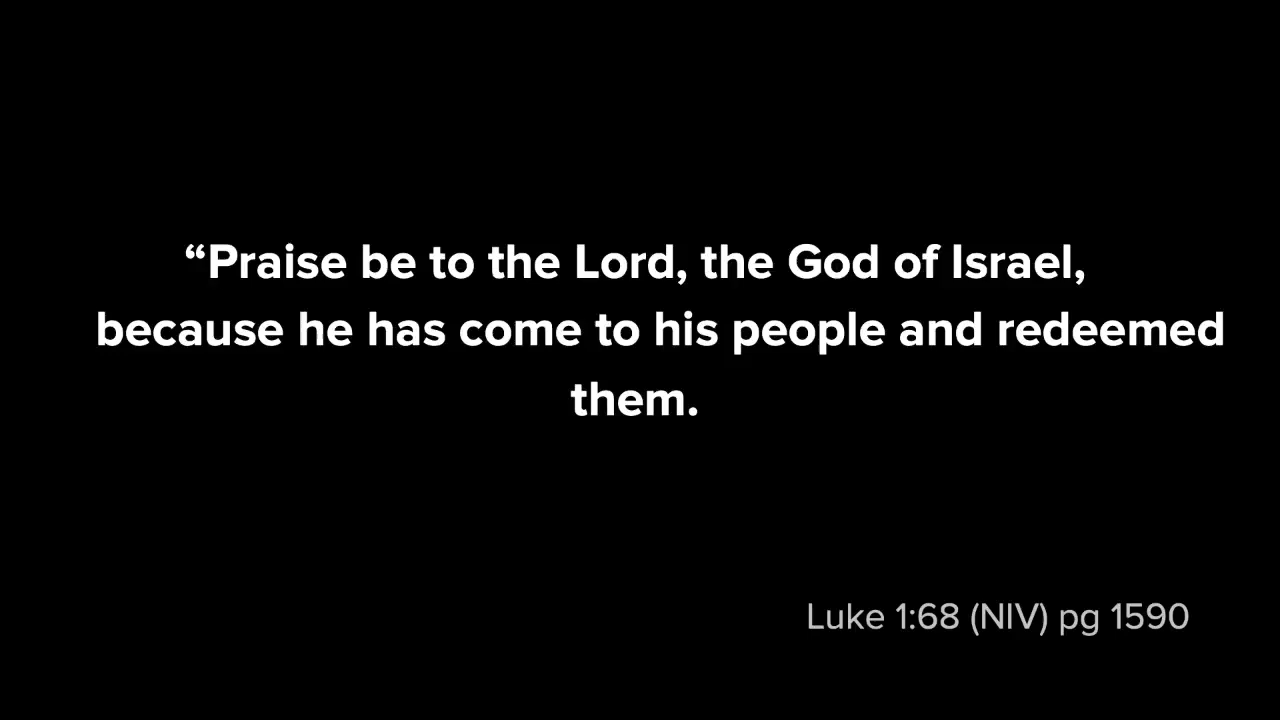 “Praise be to the Lord, the God of Israel,
because he has come to his people and redeemed
them.
Luke 1:68 (NIV) pg 1590